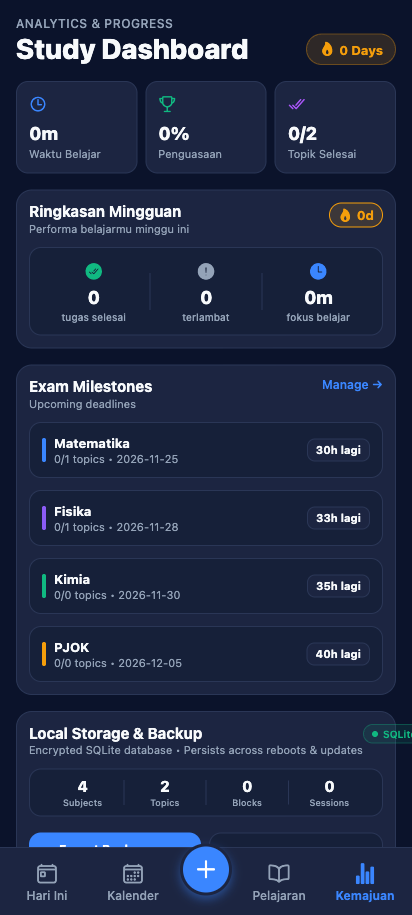 ANALYTICS & PROGRESS
Study Dashboard
0 Days
0m
Waktu Belajar
0%
Penguasaan
0/2
Topik Selesai
Ringkasan Mingguan
Performa belajarmu minggu ini
0d
0
tugas selesai
0
terlambat
0m
fokus belajar
Exam Milestones
Upcoming deadlines
Manage →
Matematika
0/1 topics • 2026-11-25
30h lagi
Fisika
0/1 topics • 2026-11-28
33h lagi
Kimia
0/0 topics • 2026-11-30
35h lagi
PJOK
0/0 topics • 2026-12-05
40h lagi
Local Storage & Backup
Encrypted SQLite database • Persists across reboots & updates
4
Subjects
2
Topics
0
Blocks
0
Sessions
Hari Ini
Kalender
Pelajaran
Kemajuan